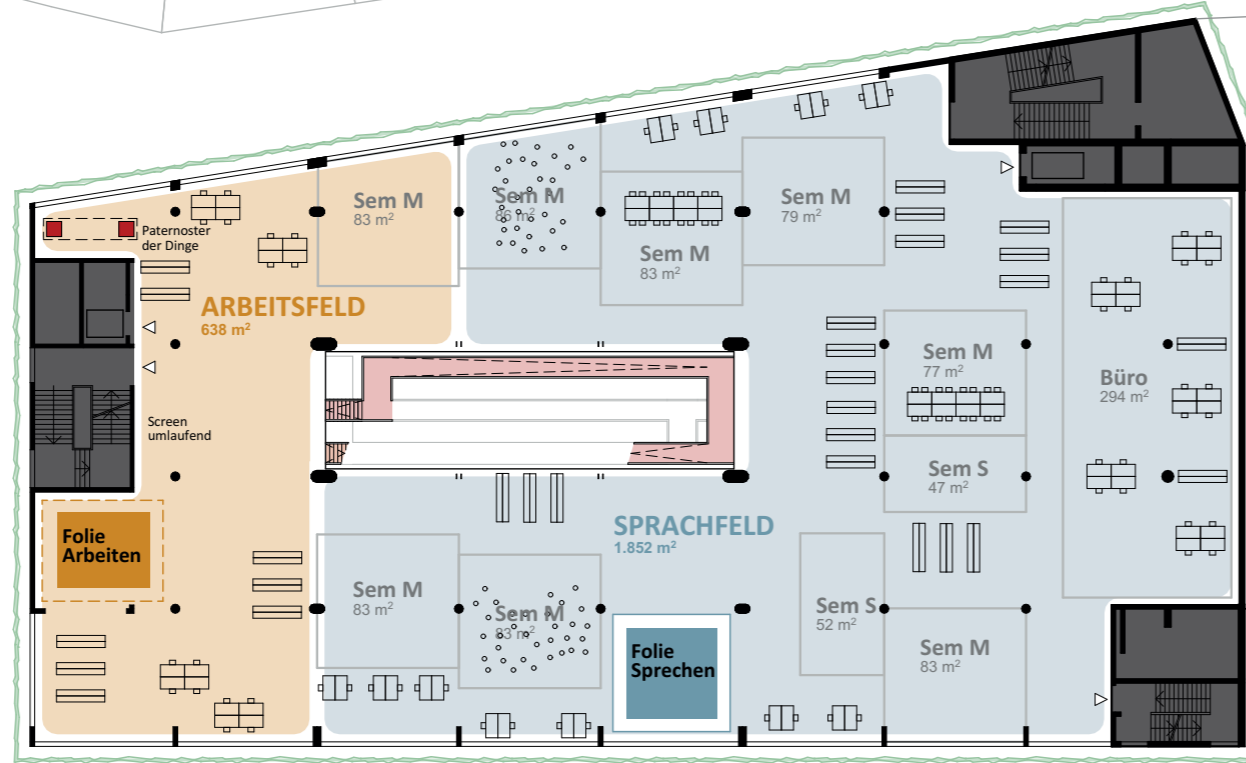 Sem M
83 m²
Sem M
86 m²
Sem M
83 m²
Sem M
79 m²
Paternoster
der Dinge
ARBEITSFELD
638 m²
Sem M
77 m²
Büro
294 m²
Screen
umlaufend
Sem S
47 m²
SPRACHFELD
1.852 m²
Folie
Arbeiten
Sem M
83 m²
Sem M
83 m²
Sem S
52 m²
Folie
Sprechen
Sem M
83 m²